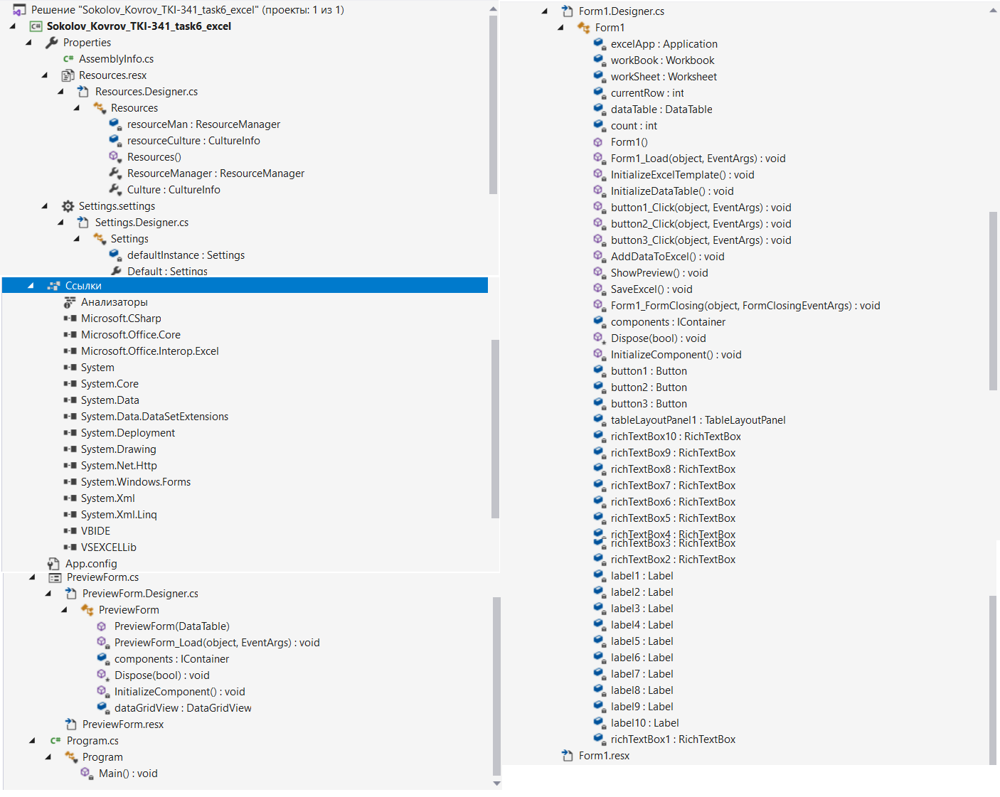 Решение "Sokolov_Kovrov_TKI-341_task6_excel" (проекты: 1 из 1)
Sokolov_Kovrov_TKI-341_task6_excel
Properties
AssemblyInfo.cs
Resources.resx
Resources.Designer.cs
Resources
resourceMan : ResourceManager
resourceCulture : CultureInfo
Resources()
ResourceManager : ResourceManager
Culture : CultureInfo
Settings.settings
Settings.Designer.cs
Settings
defaultInstance : Settings
Default : Settings
Ссылки
Анализаторы
Microsoft.CSharp
Microsoft.Office.Core
Microsoft.Office.Interop.Excel
System
System.Core
System.Data
System.Data.DataSetExtensions
System.Deployment
System.Drawing
System.Net.Http
System.Windows.Forms
System.Xml
System.Xml.Linq
VBIDE
VSEXCELLib
App.config
PreviewForm.cs
PreviewForm.Designer.cs
PreviewForm
PreviewForm(DataTable)
PreviewForm_Load(object, EventArgs) : void
components : IContainer
Dispose(bool) : void
InitializeComponent() : void
dataGridView : DataGridView
PreviewForm.resx
C# Program.cs
Program
Main() : void
Form1.Designer.cs
Form1
excelApp : Application
workBook : Workbook
workSheet : Worksheet
currentRow : int
dataTable : DataTable
count : int
Form1()
Form1_Load(object, EventArgs) : void
InitializeExcelTemplate() : void
InitializeDataTable() : void
button1_Click(object, EventArgs) : void
button2_Click(object, EventArgs) : void
button3_Click(object, EventArgs) : void
AddDataToExcel() : void
ShowPreview() : void
SaveExcel() : void
Form1_FormClosing(object, FormClosingEventArgs) : void
components : IContainer
Dispose(bool) : void
InitializeComponent() : void
button1 : Button
button2 : Button
button3 : Button
tableLayoutPanel1 : TableLayoutPanel
richTextBox10 : RichTextBox
richTextBox9 : RichTextBox
richTextBox8 : RichTextBox
richTextBox7 : RichTextBox
richTextBox6 : RichTextBox
richTextBox5 : RichTextBox
richTextBox4 : RichTextBox
richTextBox3 : RichTextBox
richTextBox2 : RichTextBox
label1 : Label
label2 : Label
label3 : Label
label4 : Label
label5 : Label
label6 : Label
label7 : Label
label8 : Label
label9 : Label
label10 : Label
richTextBox1 : RichTextBox
Form1.resx